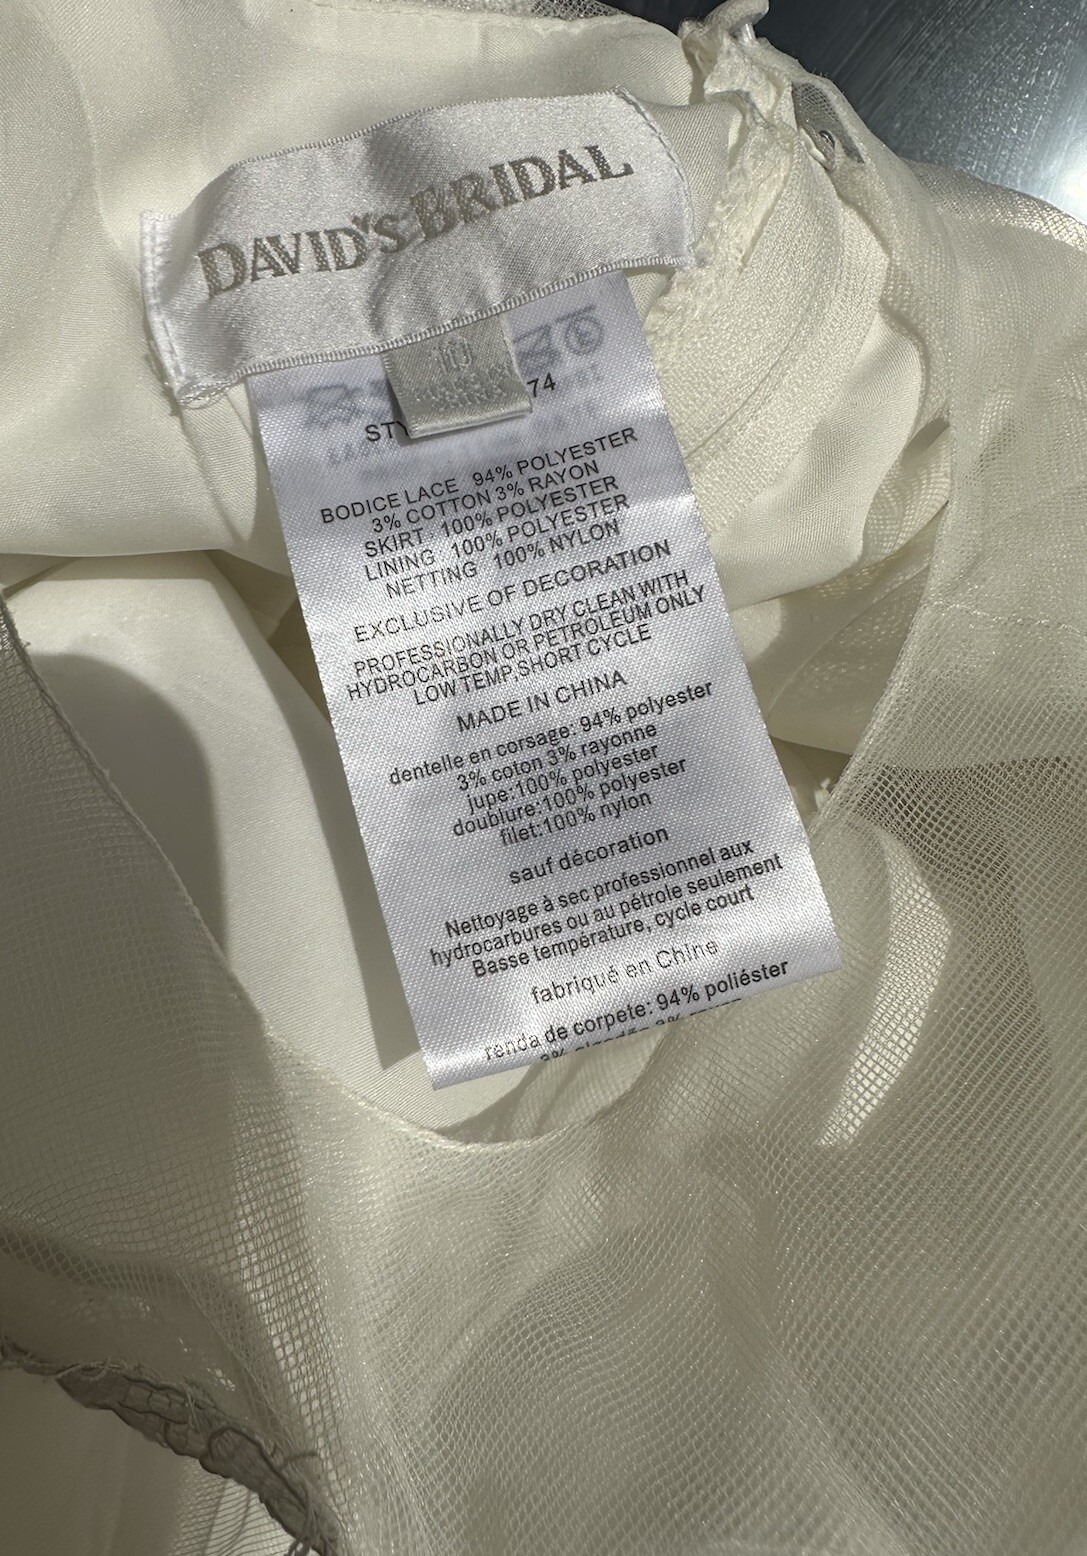 DAVID'S BRIDAL
10
74
STY
BODICE LACE 94% POLYESTER
3% COTTON 3% RAYON
SKIRT: 100% POLYESTER
LINING 100% POLYESTER
NETTING 100% NYLON
EXCLUSIVE OF DECORATION
PROFESSIONALLY DRY CLEAN WITH
HYDROCARBON OR PETROLEUM ONLY
LOW TEMP,SHORT CYCLE
MADE IN CHINA
dentelle en corsage: 94% polyester
3% coton 3% rayonne
jupe:100% polyester
doublure:100% polyester
filet:100% nylon
sauf décoration
Nettoyage à sec professionnel aux
hydrocarbures ou au pétrole seulement
Basse température, cycle court
fabriqué en Chine
renda de corpete: 94% poliéster
3% algodão 3%